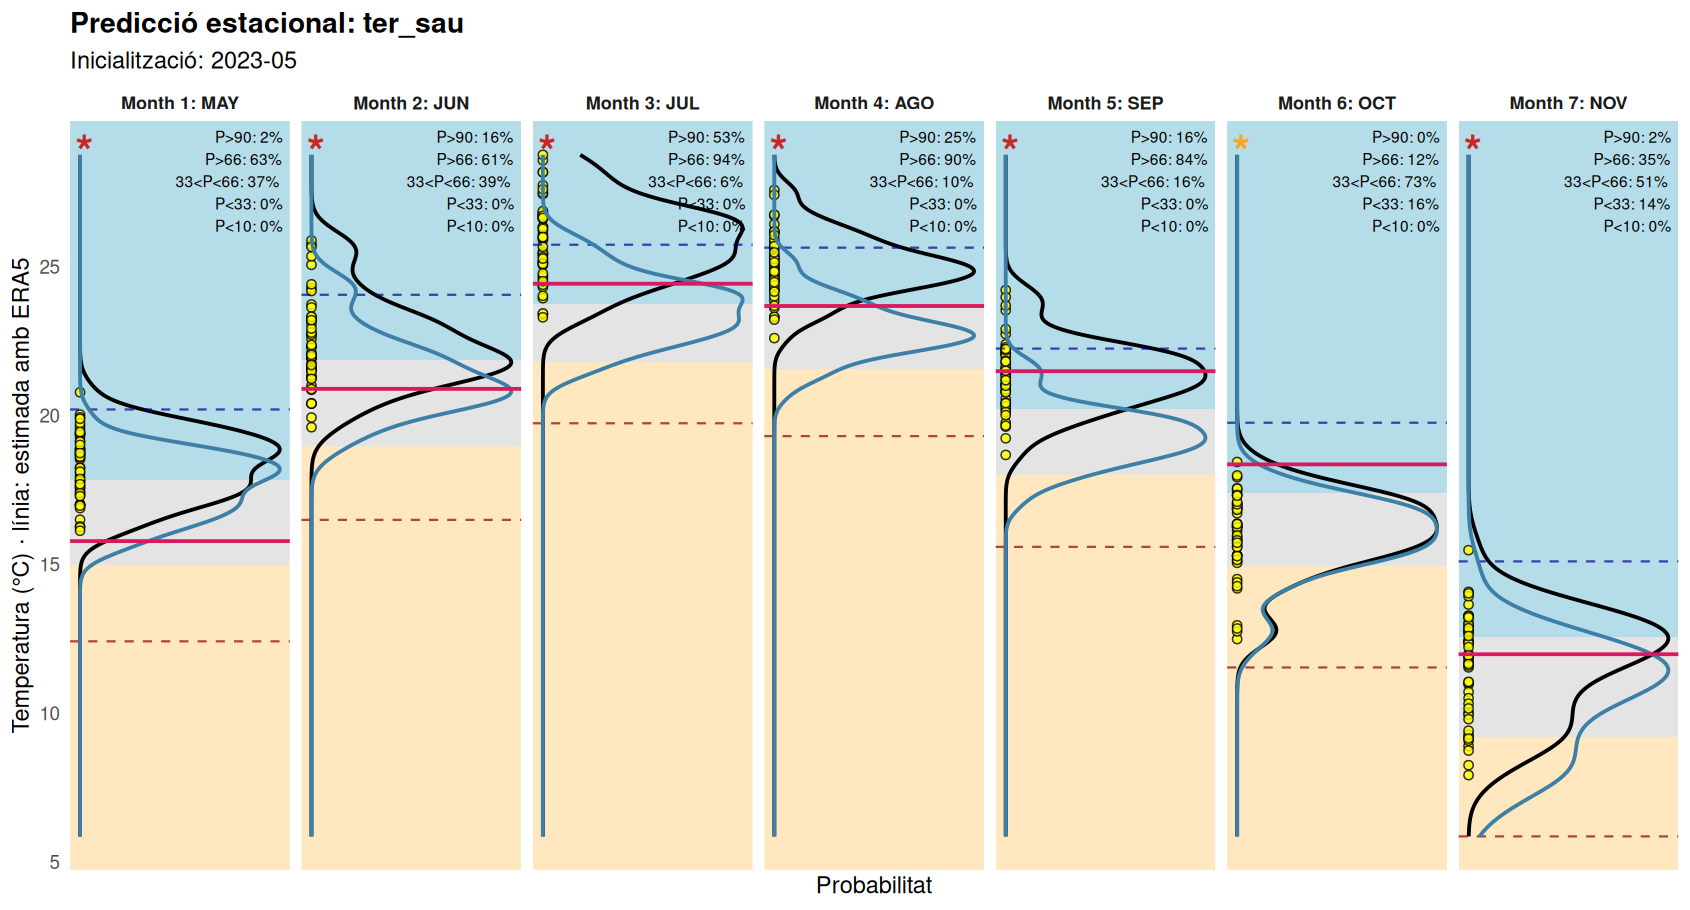 Predicció estacional: ter_sau
Inicialització: 2023-05
Month 1: MAY
Month 2: JUN
Month 3: JUL
Month 4: AGO
Month 5: SEP
Month 6: OCT
Month 7: NOV
P>90: 2%
P>66: 63%
33<P<66: 37%
P<33: 0%
P<10: 0%
P>90: 16%
P>66: 61%
33<P<66: 39%
P<33: 0%
P<10: 0%
P>90: 53%
P>66: 94%
33<P<66: 6%
P<33: 0%
P<10: 0%
P>90: 25%
P>66: 90%
33<P<66: 10%
P<33: 0%
P<10: 0%
P>90: 16%
P>66: 84%
33<P<66: 16%
P<33: 0%
P<10: 0%
P>90: 0%
P>66: 12%
33<P<66: 73%
P<33: 16%
P<10: 0%
P>90: 2%
P>66: 35%
33<P<66: 51%
P<33: 14%
P<10: 0%
Temperatura (°C) · línia: estimada amb ERA5
25
20
15
10
5
Probabilitat